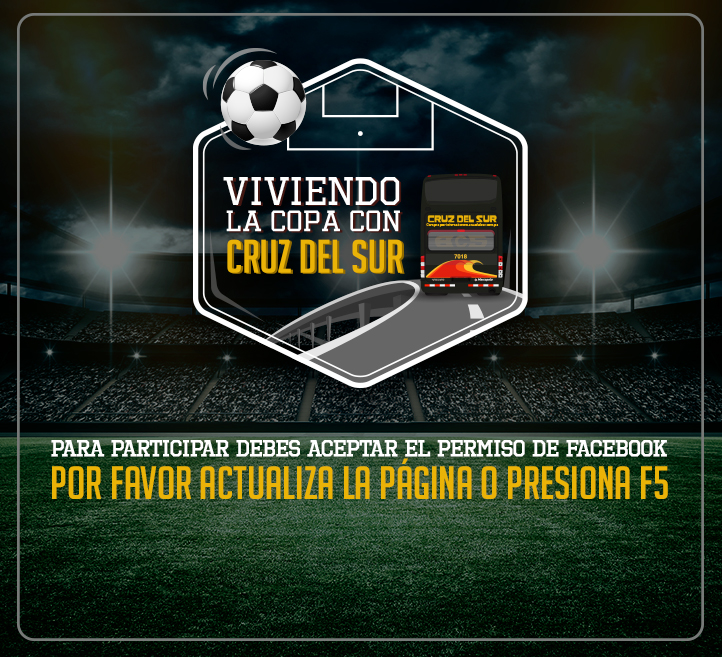 VIVIENDO
LA COPA CON
CRUZ DEL SUR
CRUZ DEL SUR
7018
PARA PARTICIPAR DEBES ACEPTAR EL PERMISO DE FACEBOOK
POR FAVOR ACTUALIZA LA PÁGINA O PRESIONA F5